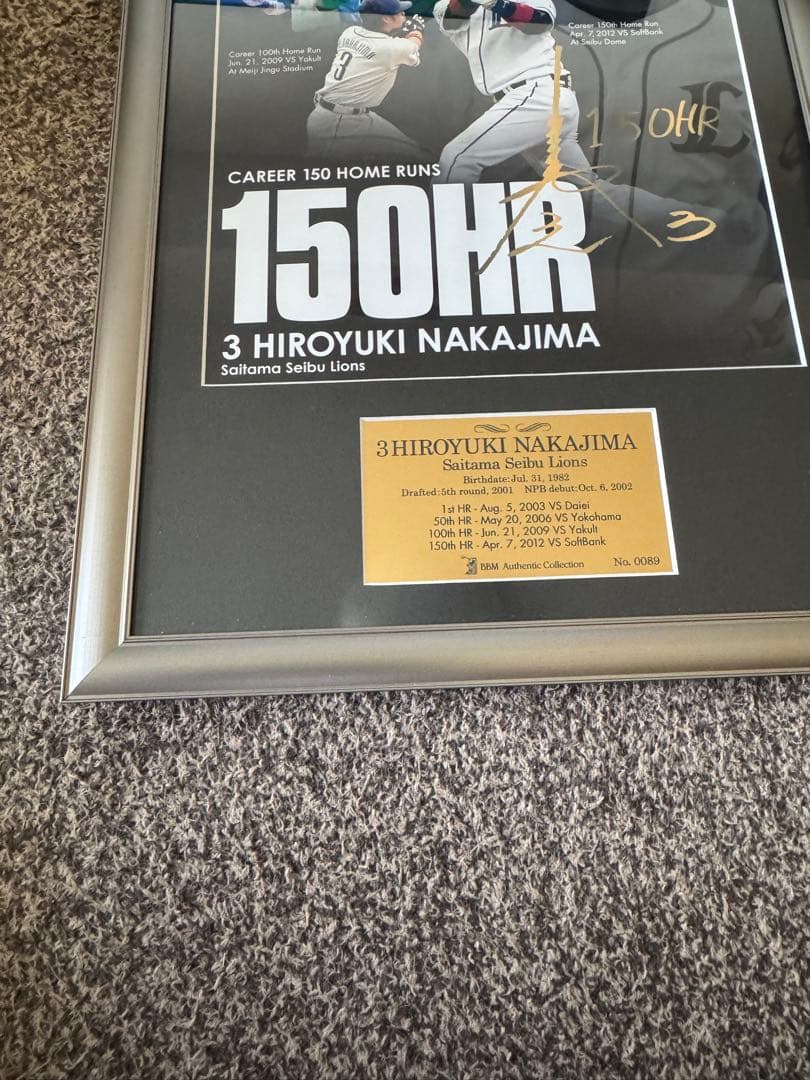 Career 100th Home Run
Jun. 21, 2009 VS Yakult
At Meiji Jingu Stadium
Career 150th Home Run
Apr. 7, 2012 VS SoftBank
At Seibu Dome
NAKAJIMA
3
150HR
3
CAREER 150 HOME RUNS
150HR
3 HIROYUKI NAKAJIMA
Saitama Seibu Lions
3 HIROYUKI NAKAJIMA
Saitama Seibu Lions
Birthdate:Jul. 31, 1982
Drafted:5th round, 2001 NPB debut:Oct. 6, 2002
1st HR - Aug. 5, 2003 VS Daiei
50th HR - May 20, 2006 VS Yokohama
100th HR - Jun. 21, 2009 VS Yakult
150th HR - Apr. 7, 2012 VS SoftBank
BBM Authentic Collection No. 0089